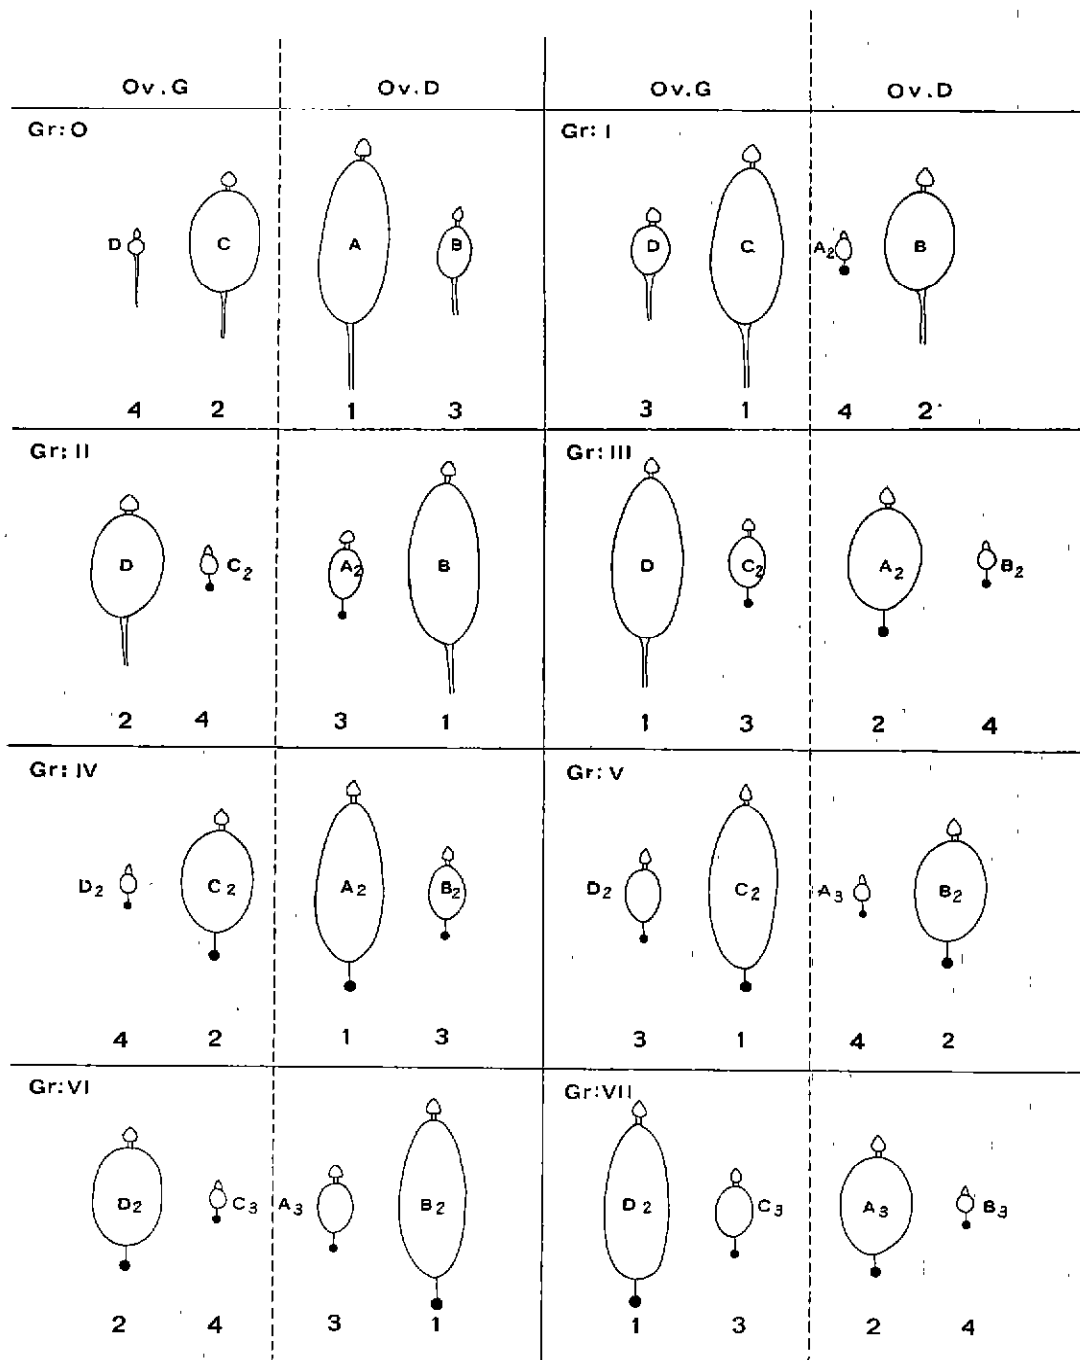 Ov.G Ov.D Ov.G Ov.D
Gr:O Gr:I
D C A B D C A2 B
4 2 1 3 3 1 4 2
Gr:II Gr:III
D C2 A2 B D C2 A2 B2
2 4 3 1 1 3 2 4
Gr:IV Gr:V
D2 C2 A2 B2 D2 C2 A3 B2
4 2 1 3 3 1 4 2
Gr:VI Gr:VII
D2 C3 A3 B2 D2 C3 A3 B3
2 4 3 1 1 3 2 4